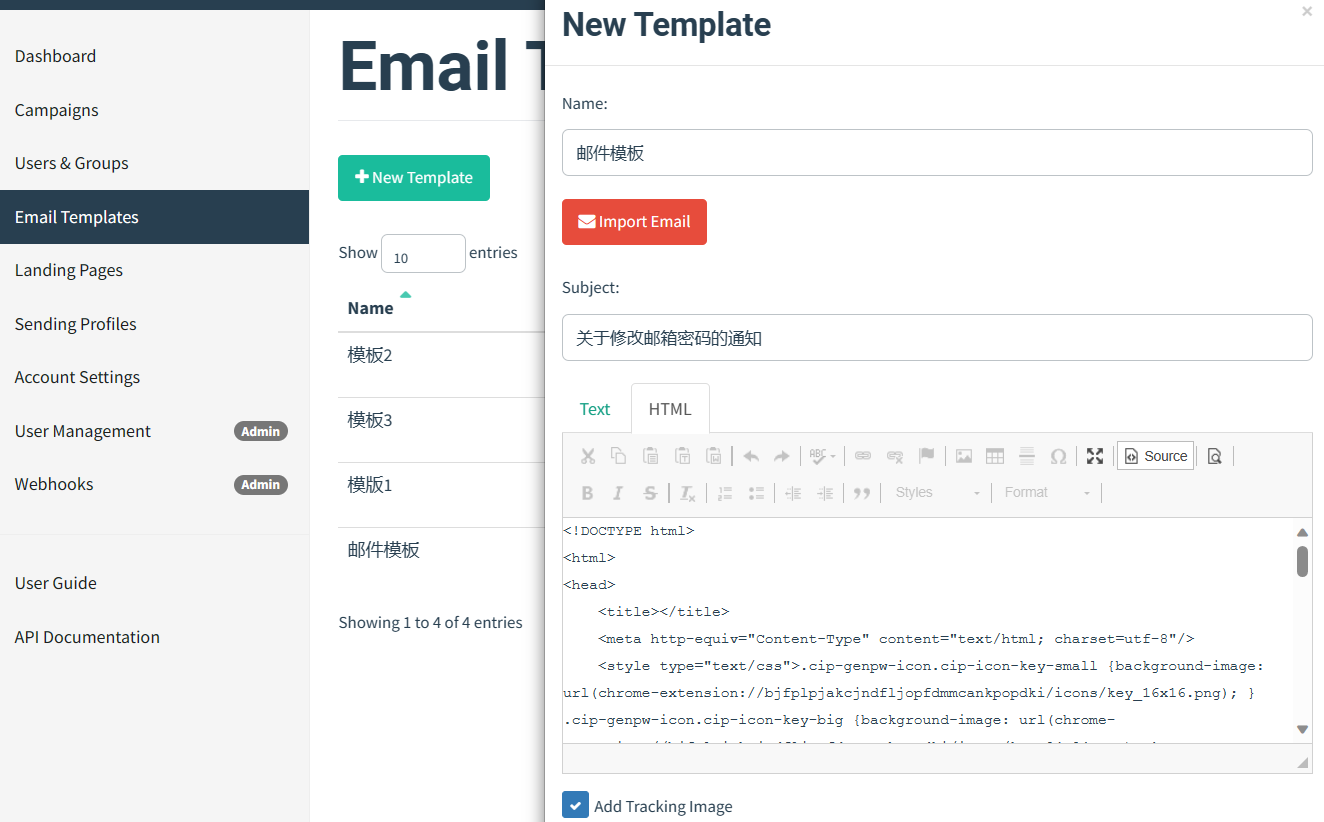 Dashboard
Campaigns
Users & Groups
Email Templates
Landing Pages
Sending Profiles
Account Settings
User Management Admin
Webhooks Admin
User Guide
API Documentation
Email
New Template
Show 10 entries
Name
模板2
模板3
模版1
邮件模板
Showing 1 to 4 of 4 entries
New Template
×
Name:
邮件模板
Import Email
Subject:
关于修改邮箱密码的通知
Text HTML
ABC Source
B I S Tx Styles Format
<!DOCTYPE html>
<html>
<head>
<title></title>
<meta http-equiv="Content-Type" content="text/html; charset=utf-8"/>
<style type="text/css">.cip-genpw-icon.cip-icon-key-small {background-image:
url(chrome-extension://bjfplpjakcjndfljopfdmmcankpopdki/icons/key_16x16.png); }
.cip-genpw-icon.cip-icon-key-big {background-image: url(chrome-
Add Tracking Image